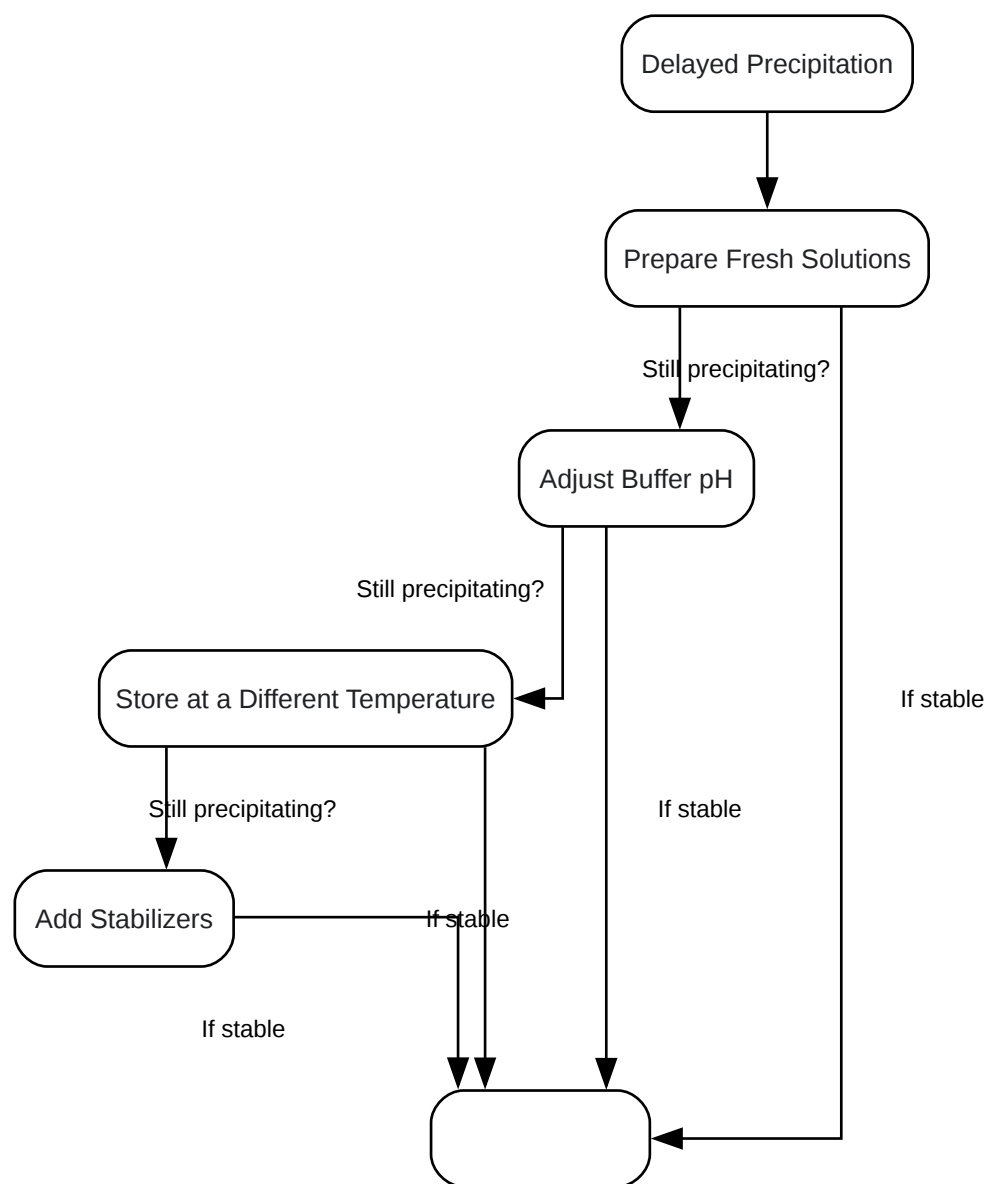 Delayed Precipitation
Prepare Fresh Solutions
Still precipitating?
Adjust Buffer pH
Still precipitating?
Store at a Different Temperature
If stable
Still precipitating?
If stable
Add Stabilizers
If stable
If stable